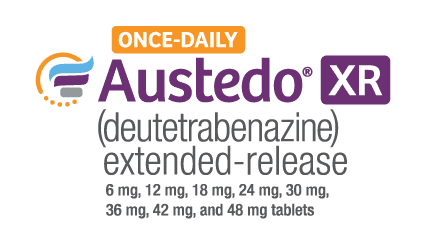 ONCE-DAILY
Austedo® XR
(deutetrabenazine)
extended-release
6 mg, 12 mg, 18 mg, 24 mg, 30 mg,
36 mg, 42 mg, and 48 mg tablets